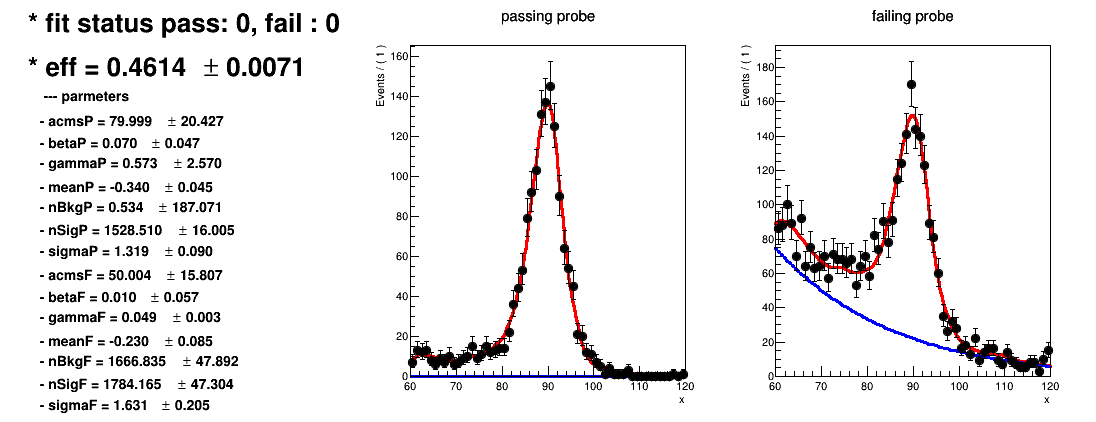 * fit status pass: 0, fail : 0
* eff = 0.4614 ± 0.0071
--- parmeters
- acmsP = 79.999 ± 20.427
- betaP = 0.070 ± 0.047
- gammaP = 0.573 ± 2.570
- meanP = -0.340 ± 0.045
- nBkgP = 0.534 ± 187.071
- nSigP = 1528.510 ± 16.005
- sigmaP = 1.319 ± 0.090
- acmsF = 50.004 ± 15.807
- betaF = 0.010 ± 0.057
- gammaF = 0.049 ± 0.003
- meanF = -0.230 ± 0.085
- nBkgF = 1666.835 ± 47.892
- nSigF = 1784.165 ± 47.304
- sigmaF = 1.631 ± 0.205
passing probe
Events / ( 1 )
160
140
120
100
80
60
40
20
0
60 70 80 90 100 110 120
x
failing probe
Events / ( 1 )
180
160
140
120
100
80
60
40
20
0
60 70 80 90 100 110 120
x